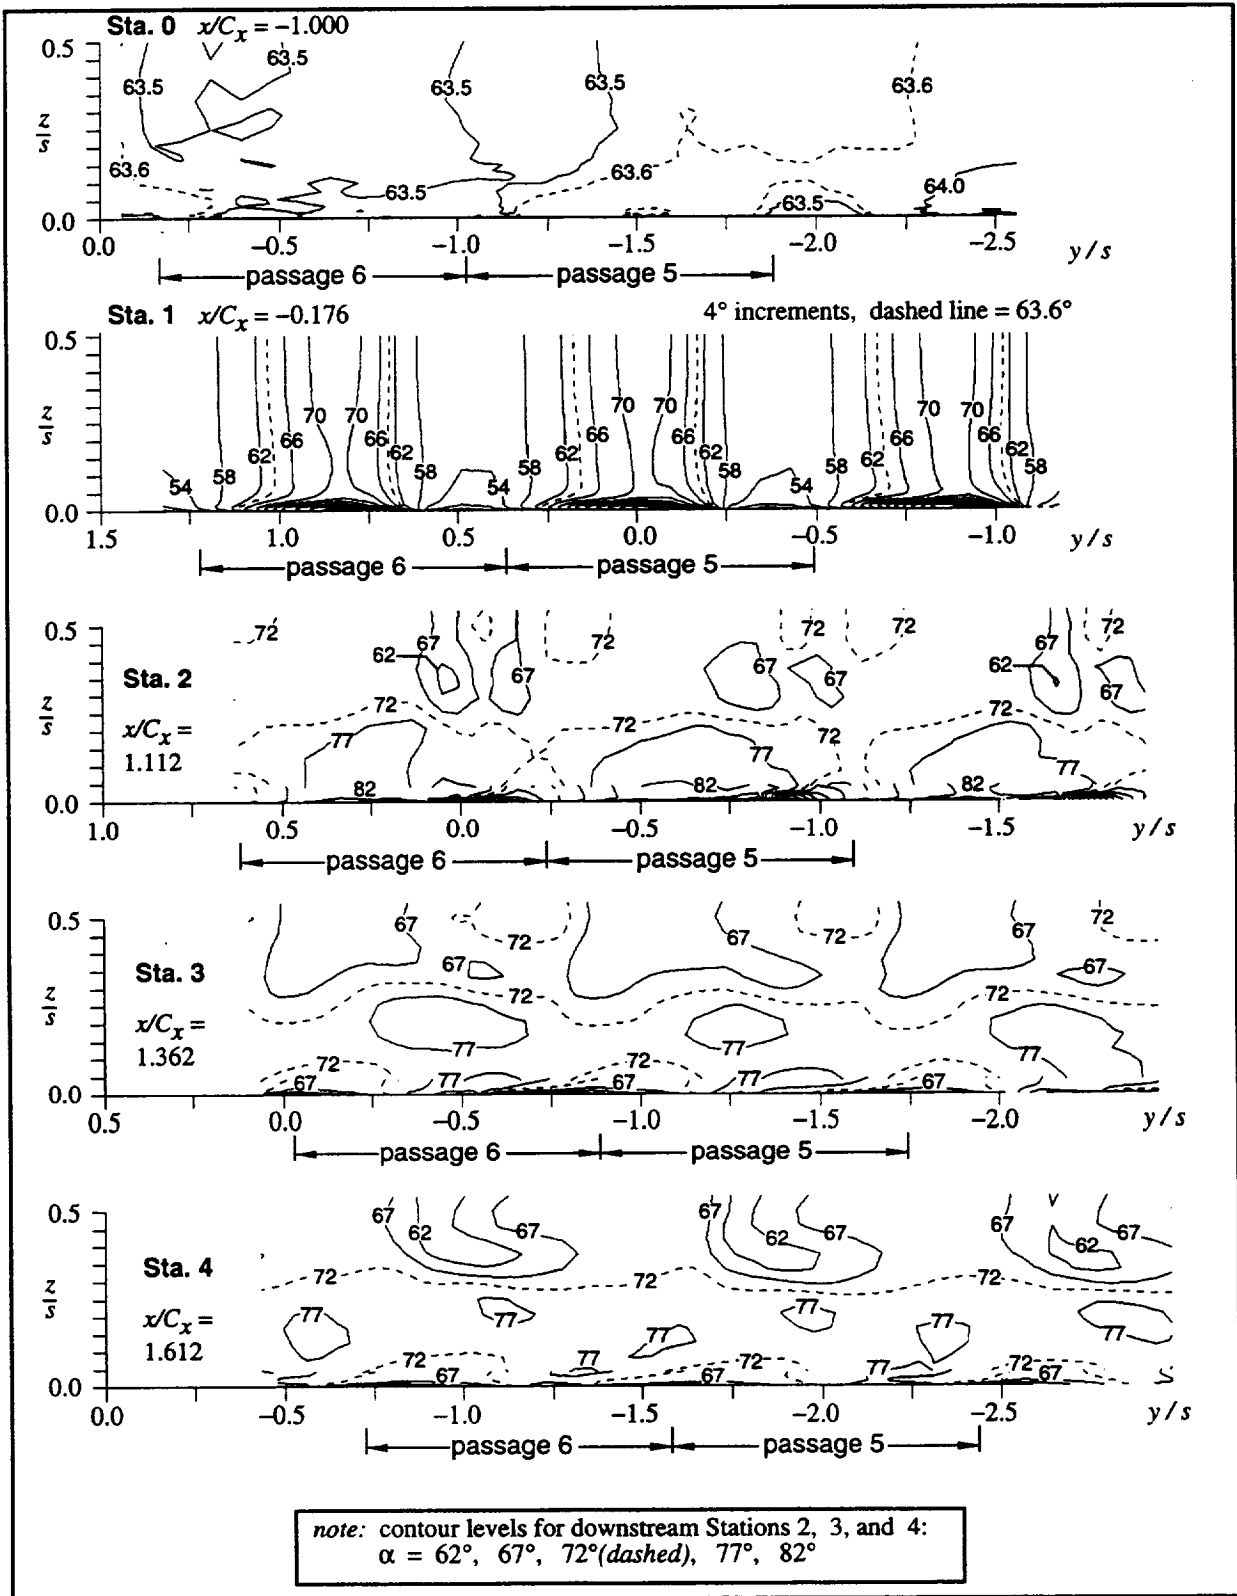 Sta. 0 x/Cx = −1.000
0.5
63.5
63.5
63.5
63.5
63.6
z/s
63.6
63.5
63.6
63.5
64.0
0.0
0.0 −0.5 −1.0 −1.5 −2.0 −2.5 y/s
passage 6 passage 5
Sta. 1 x/Cx = −0.176 4° increments, dashed line = 63.6°
0.5
z/s
70 70 70 70 70 70
66 66 66 66 66 66
62 62 62 62 62 62
58 58 58 58 58 58
54 54 54
0.0
1.5 1.0 0.5 0.0 −0.5 −1.0 y/s
passage 6 passage 5
0.5
72 67 72 72 72 67
62 67 67 67 62 67
Sta. 2
z/s
72 72 72 72
x/Cx =
1.112
77 77 77
82 82 82
0.0
1.0 0.5 0.0 −0.5 −1.0 −1.5 y/s
passage 6 passage 5
0.5
67 72 67 72 67 72
Sta. 3
67 67
z/s
72 72
x/Cx =
1.362
77 77 77
72 72 72
67 77 67 77 67
0.0
0.5 0.0 −0.5 −1.0 −1.5 −2.0 y/s
passage 6 passage 5
0.5
67 62 67 67 62 67 67 62 67
Sta. 4
72 72 72
z/s
x/Cx =
1.612
77 77 77 77 77 77
72 77 72 77 72
67 67 67
0.0
0.0 −0.5 −1.0 −1.5 −2.0 −2.5 y/s
passage 6 passage 5
note: contour levels for downstream Stations 2, 3, and 4:
α = 62°, 67°, 72°(dashed), 77°, 82°